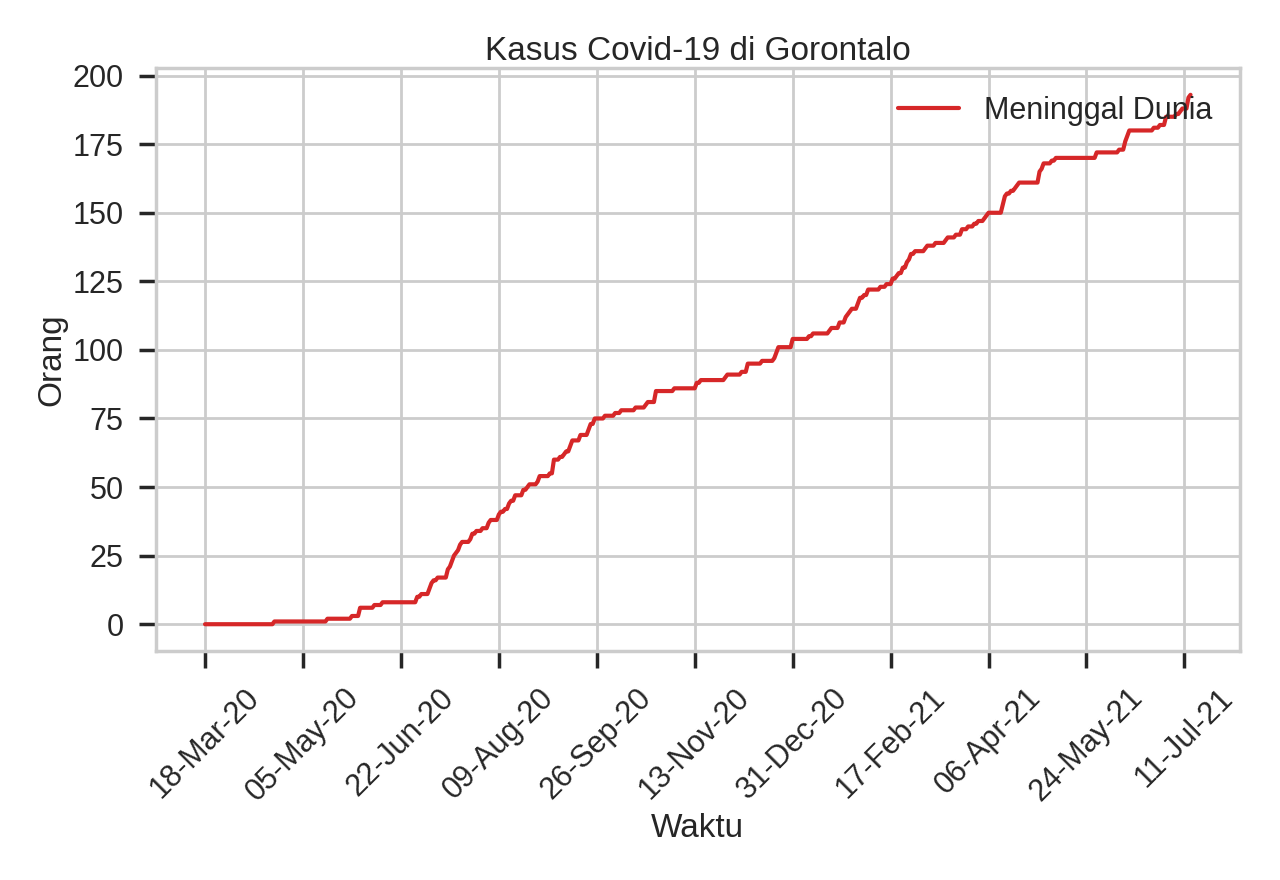 Kasus Covid-19 di Gorontalo
Meninggal Dunia
200
175
150
125
100
75
50
25
0
Orang
18-Mar-20
05-May-20
22-Jun-20
09-Aug-20
26-Sep-20
13-Nov-20
31-Dec-20
17-Feb-21
06-Apr-21
24-May-21
11-Jul-21
Waktu